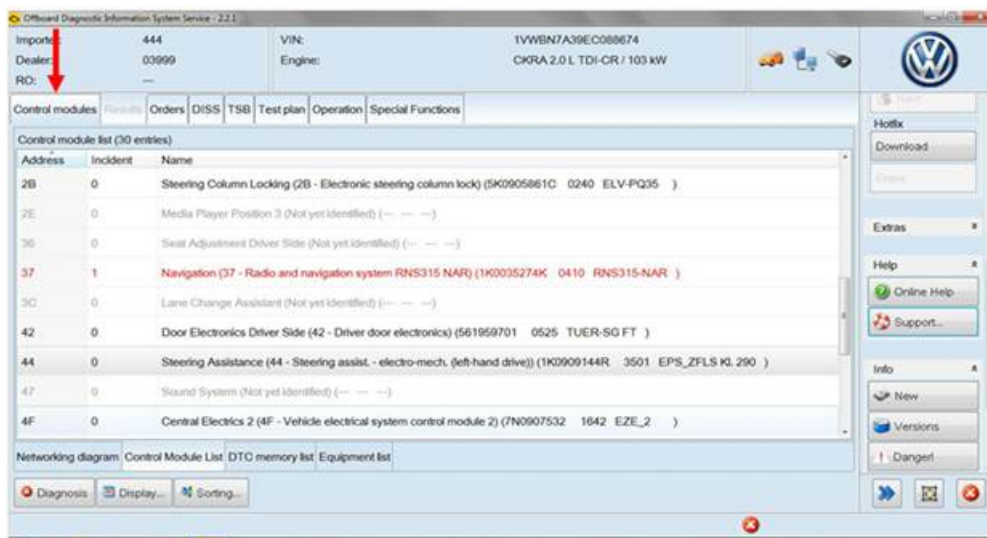 Offboard Diagnostic Information System Service - 2.2.1
Importer: 444 VIN: 1VWBN7A39EC088674
Dealer: 03999 Engine: CKRA 2.0 L TDI-CR / 103 kW
RO: ---
Control modules Results Orders DISS TSB Test plan Operation Special Functions
Control module list (30 entries)
Address Incident Name
2B 0 Steering Column Locking (2B - Electronic steering column lock) (5K0905861C 0240 ELV-PQ35 )
2E 0 Media Player Position 3 (Not yet identified) (--- --- ---)
36 0 Seat Adjustment Driver Side (Not yet identified) (--- --- ---)
37 1 Navigation (37 - Radio and navigation system RNS315 NAR) (1K0035274K 0410 RNS315-NAR )
3C 0 Lane Change Assistant (Not yet identified) (--- --- ---)
42 0 Door Electronics Driver Side (42 - Driver door electronics) (561959701 0525 TUER-SG FT )
44 0 Steering Assistance (44 - Steering assist. - electro-mech. (left-hand drive)) (1K0909144R 3501 EPS_ZFLS Kl. 290 )
47 0 Sound System (Not yet identified) (--- --- ---)
4F 0 Central Electrics 2 (4F - Vehicle electrical system control module 2) (7N0907532 1642 EZE_2 )
Networking diagram Control Module List DTC memory list Equipment list
Diagnosis Display... Sorting...
Next
Hotfix
Download
Extras
Help
Online Help
Support...
Info
New
Versions
! Danger!